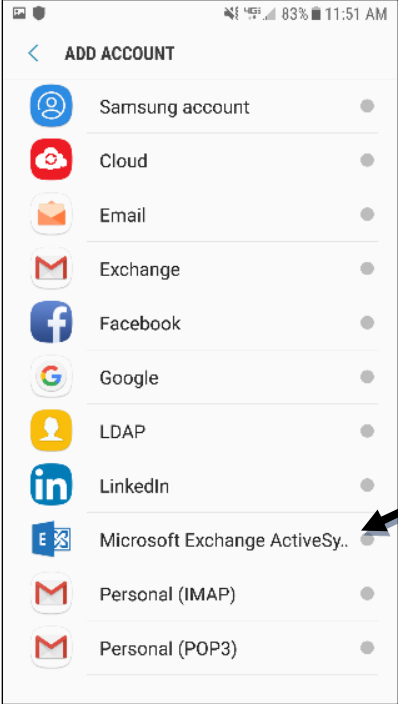 4G 83% 11:51 AM
ADD ACCOUNT
Samsung account
Cloud
Email
Exchange
Facebook
Google
LDAP
LinkedIn
Microsoft Exchange ActiveSy..
Personal (IMAP)
Personal (POP3)